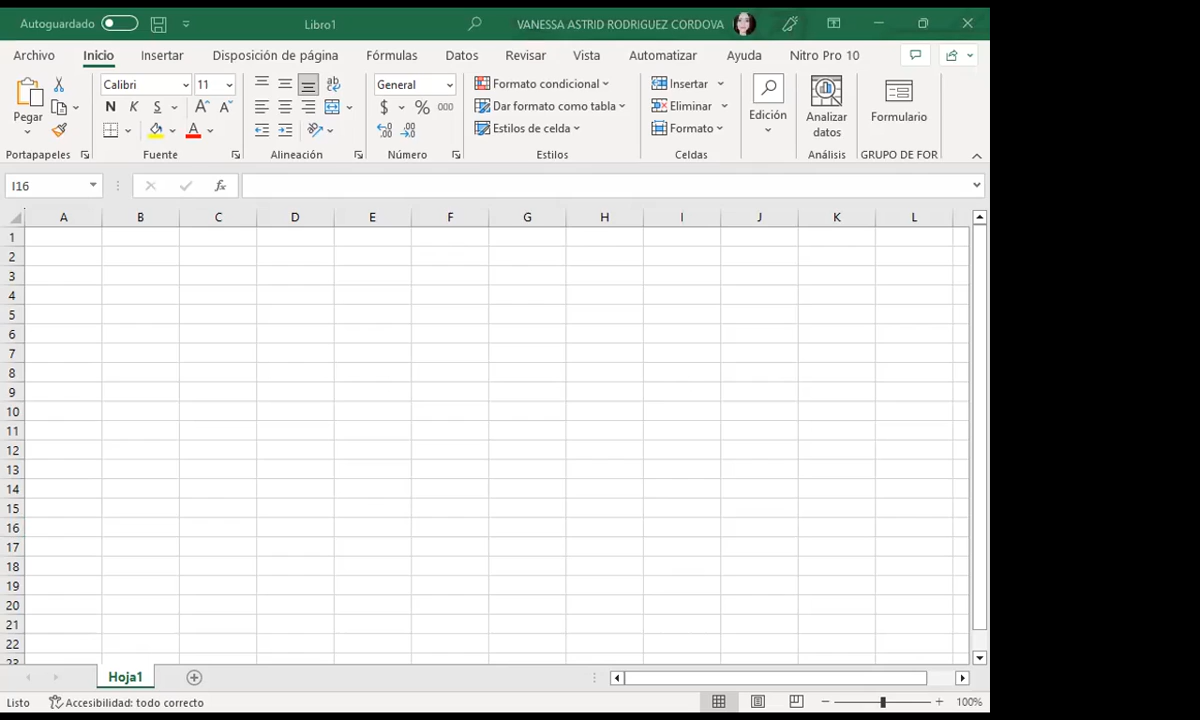 Autoguardado Libro1 VANESSA ASTRID RODRIGUEZ CORDOVA
Archivo Inicio Insertar Disposición de página Fórmulas Datos Revisar Vista Automatizar Ayuda Nitro Pro 10
Pegar
Portapapeles
Calibri 11
N K S
Fuente
Alineación
General
$ % 000
Número
Formato condicional
Dar formato como tabla
Estilos de celda
Estilos
Insertar
Eliminar
Formato
Celdas
Edición
Analizar
datos
Análisis
Formulario
GRUPO DE FOR
I16 fx
A B C D E F G H I J K L
1
2
3
4
5
6
7
8
9
10
11
12
13
14
15
16
17
18
19
20
21
22
23
Hoja1
Listo Accesibilidad: todo correcto 100%